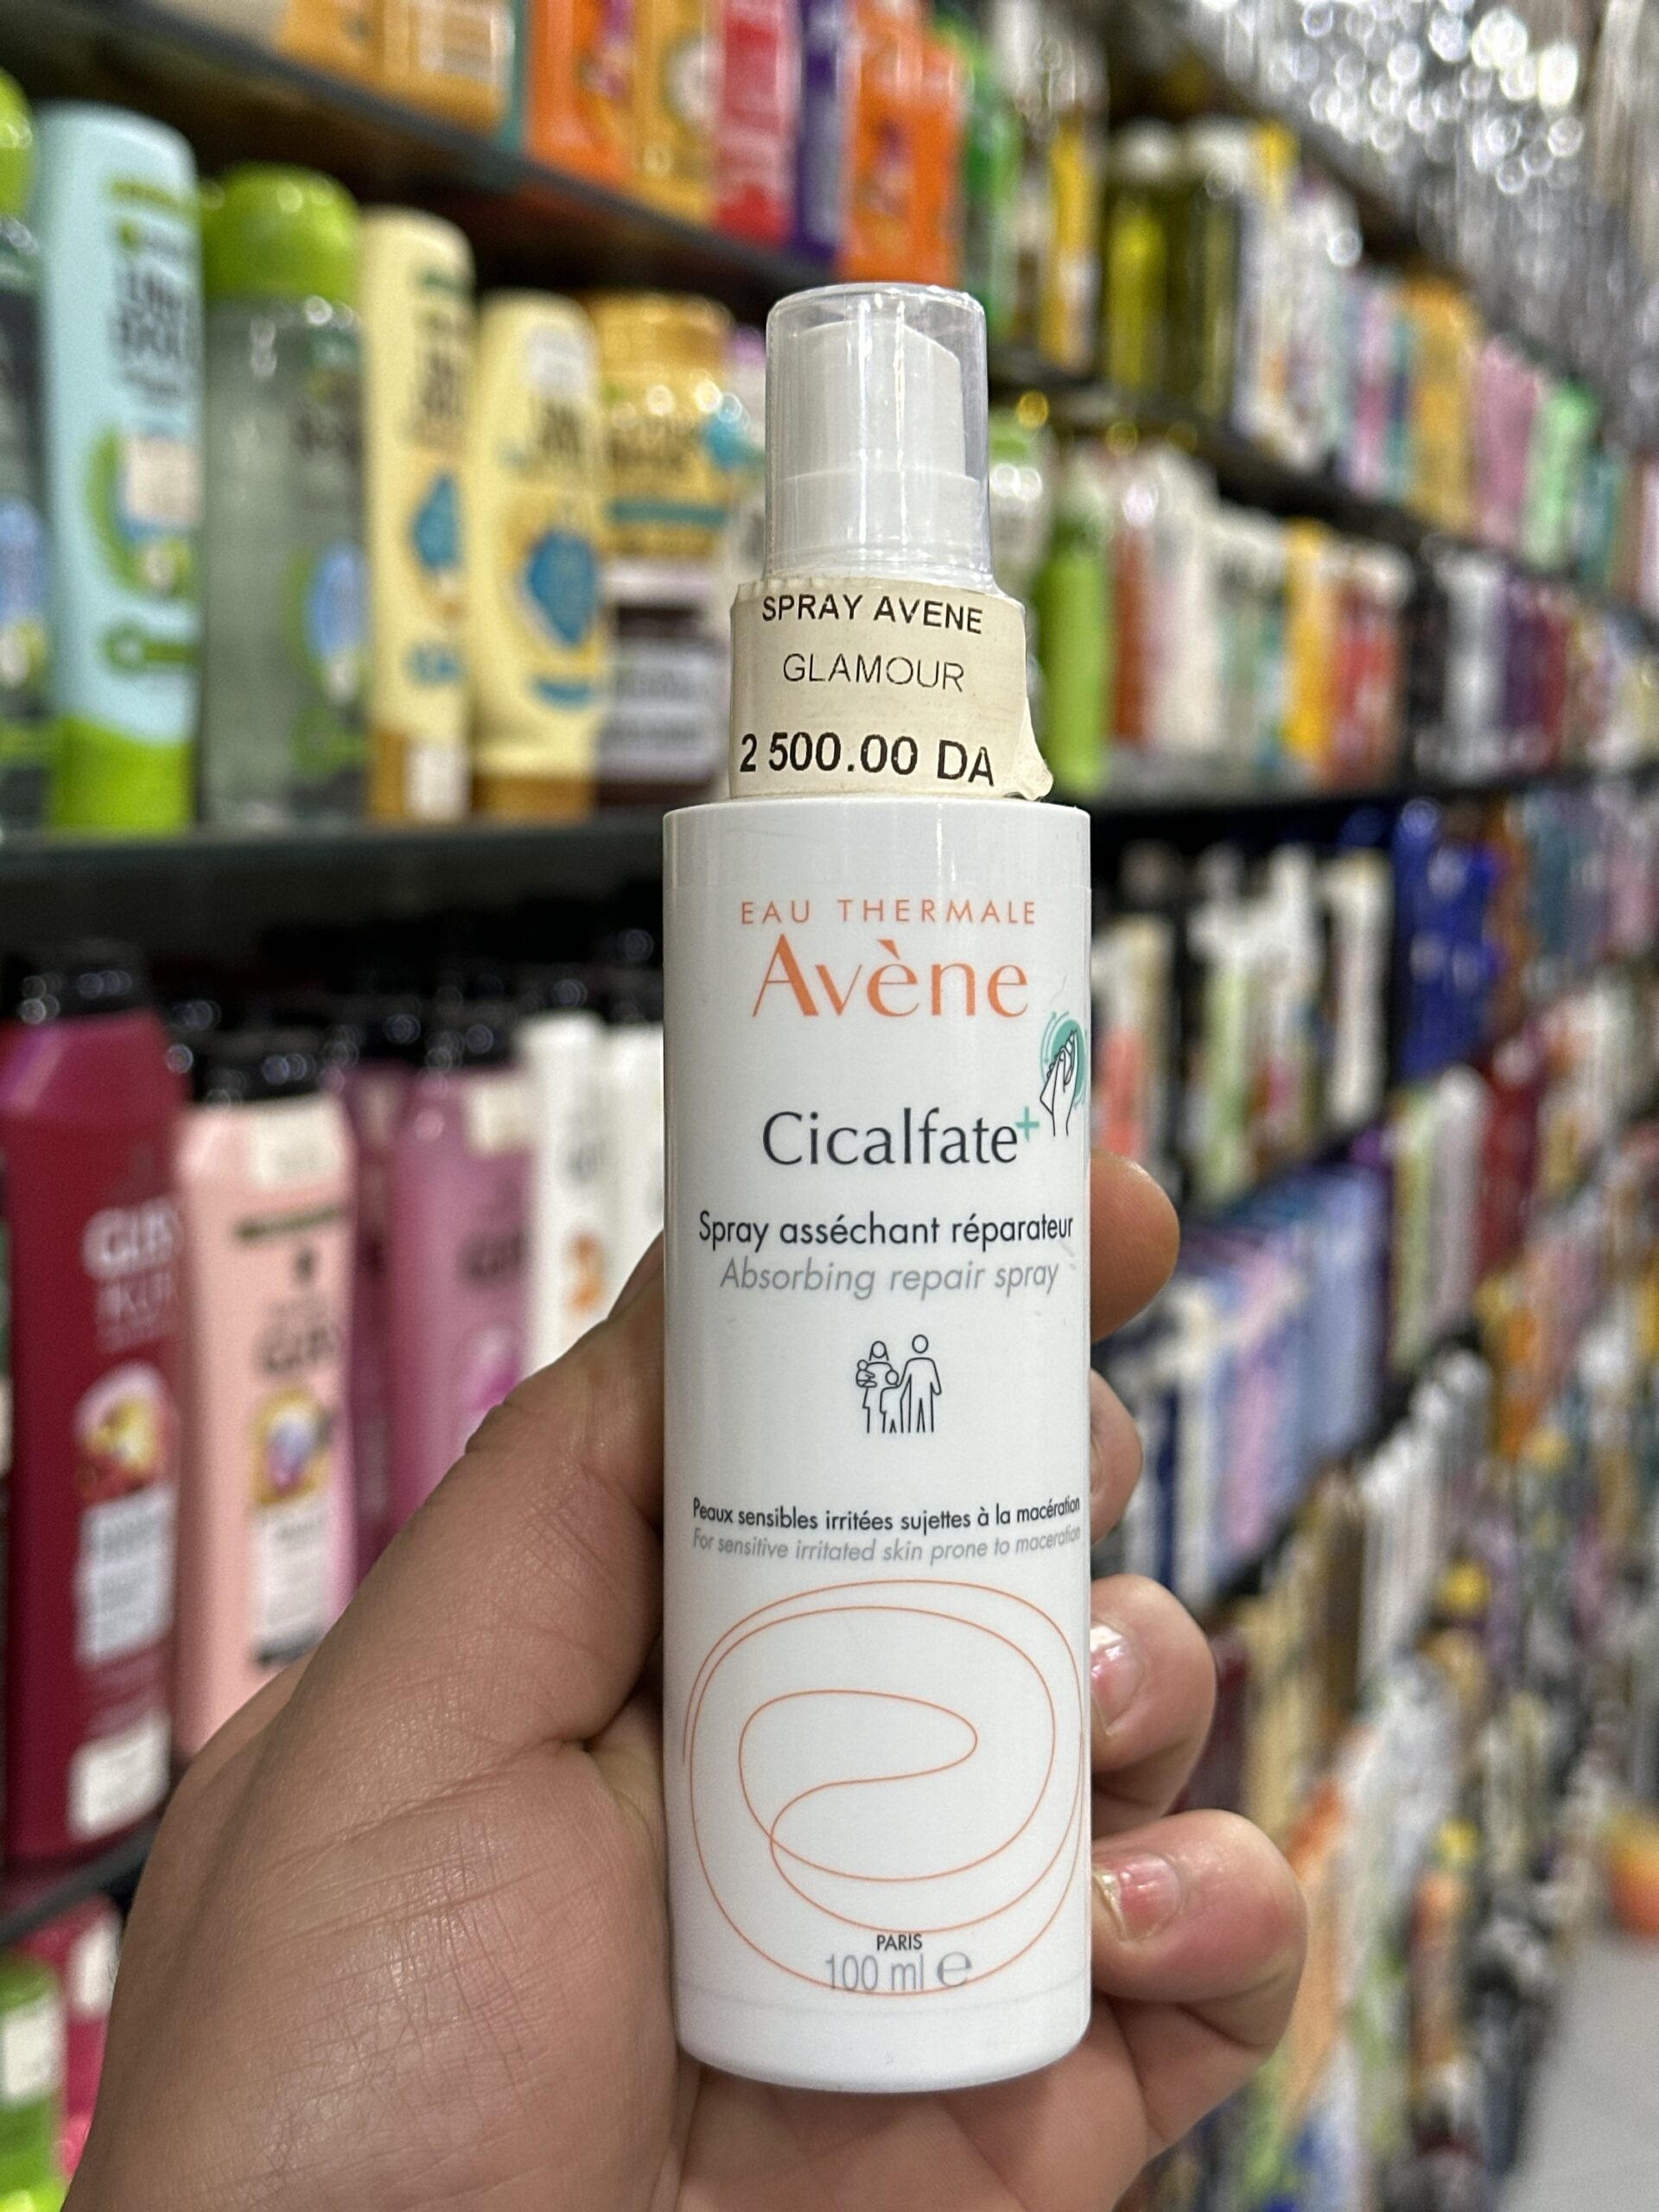 SPRAY AVENE
GLAMOUR
2 500.00 DA
EAU THERMALE
Avène
Cicalfate+
Spray asséchant réparateur
Absorbing repair spray
Peaux sensibles irritées sujettes à la macération
For sensitive irritated skin prone to maceration
PARIS
100 ml e